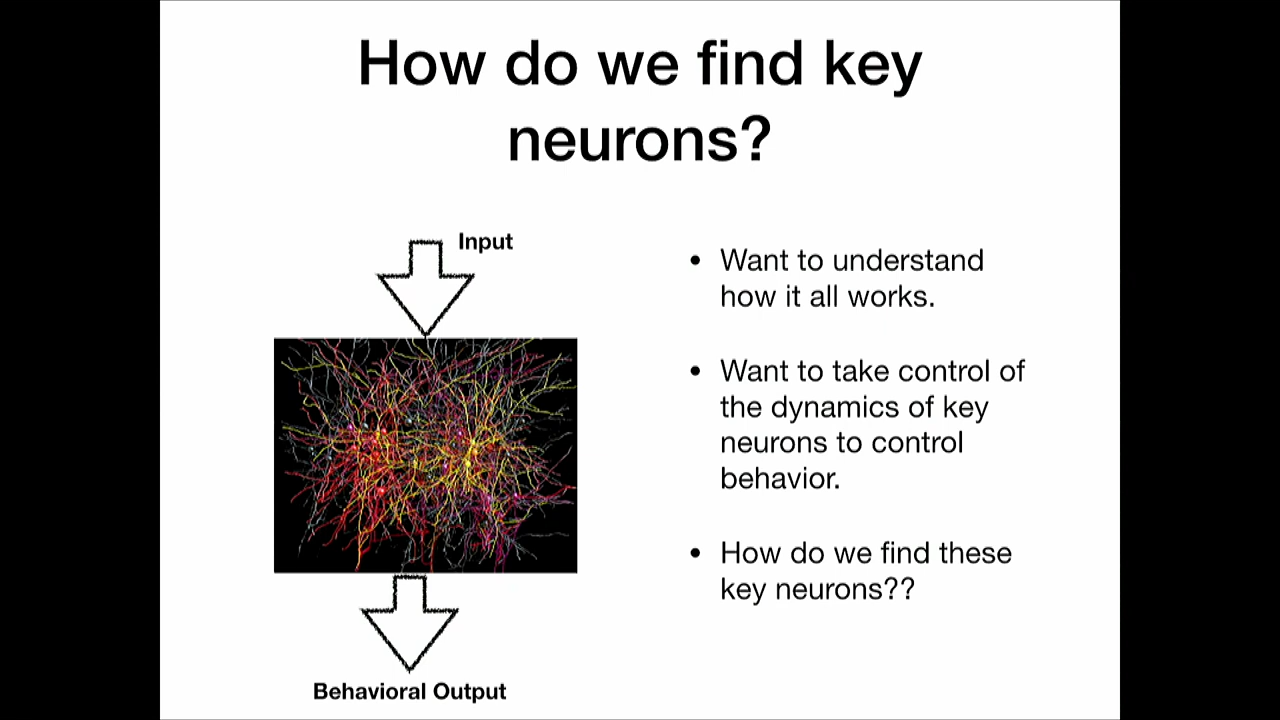 How do we find key
neurons?
Input
• Want to understand
how it all works.
• Want to take control of
the dynamics of key
neurons to control
behavior.
• How do we find these
key neurons??
Behavioral Output